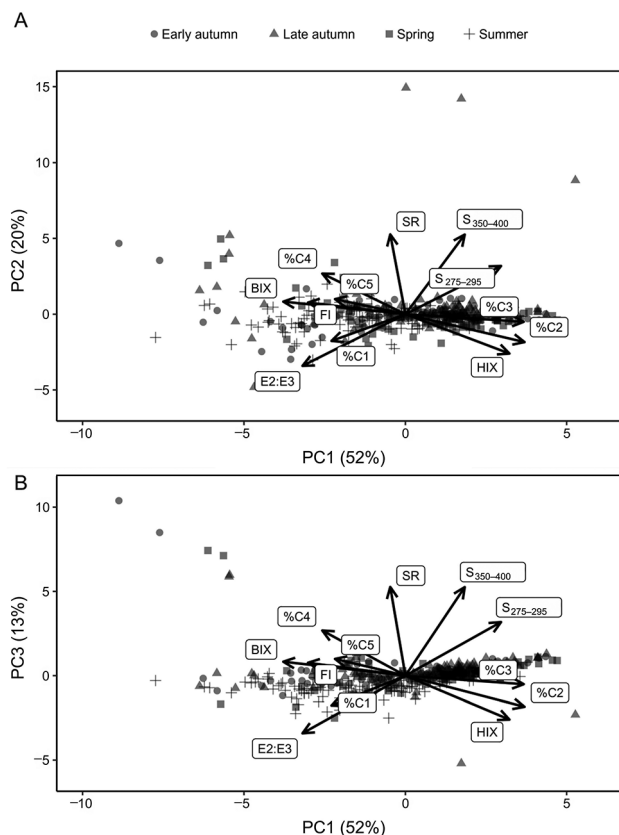 A
Early autumn Late autumn Spring Summer
15
10
5
0
−5
PC2 (20%)
SR
S350–400
%C4
S275–295
BIX
%C5
FI
%C3
%C2
%C1
HIX
E2:E3
−10 −5 0 5
PC1 (52%)
B
10
5
0
−5
PC3 (13%)
SR
S350–400
S275–295
%C4
BIX
%C5
FI
%C3
%C2
%C1
HIX
E2:E3
−10 −5 0 5
PC1 (52%)